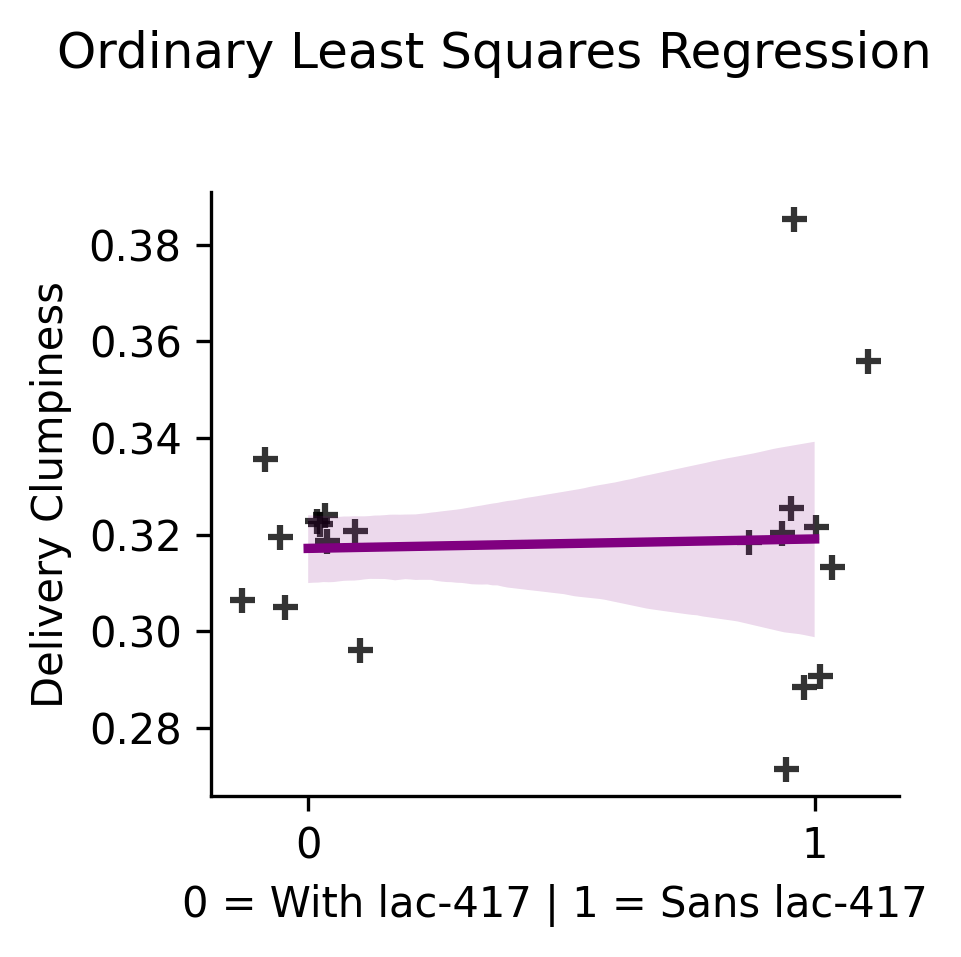 Ordinary Least Squares Regression
Delivery Clumpiness
0.38
0.36
0.34
0.32
0.30
0.28
0
1
0 = With lac-417 | 1 = Sans lac-417